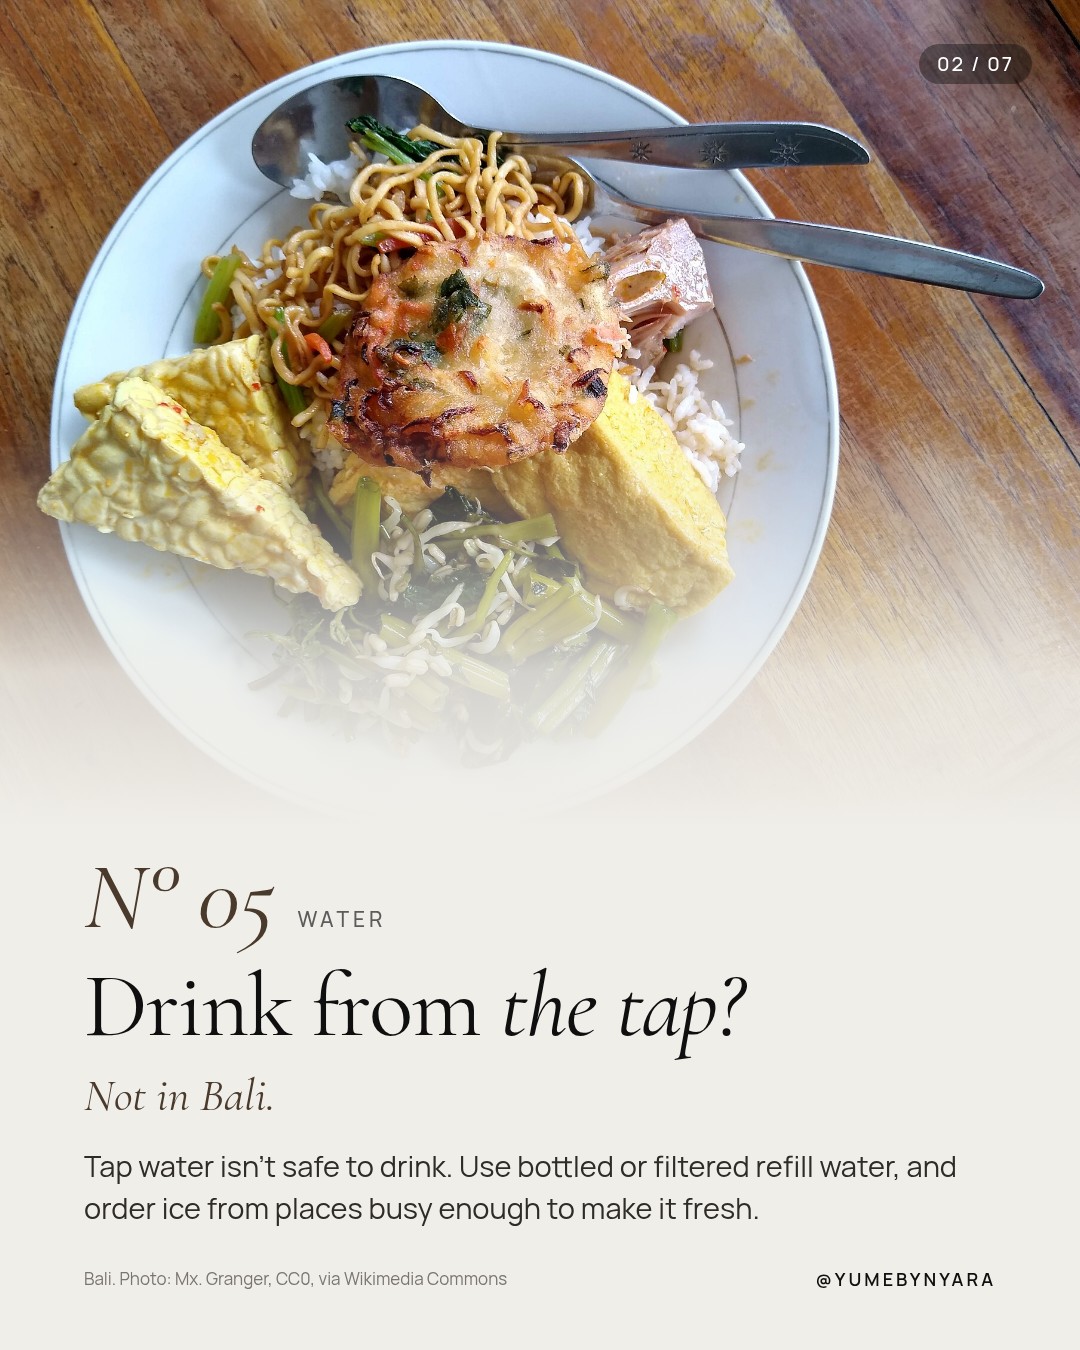 02 / 07
Nº 05 WATER
Drink from the tap?
Not in Bali.
Tap water isn’t safe to drink. Use bottled or filtered refill water, and
order ice from places busy enough to make it fresh.
Bali. Photo: Mx. Granger, CC0, via Wikimedia Commons
@YUMEBYNYARA